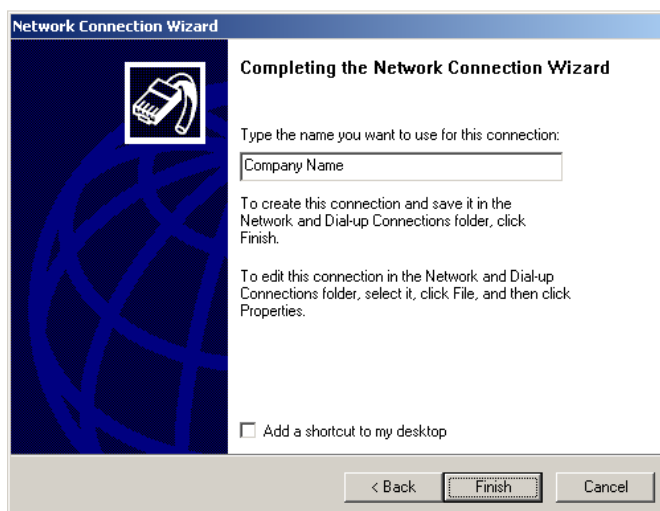 Network Connection Wizard
Completing the Network Connection Wizard
Type the name you want to use for this connection:
Company Name
To create this connection and save it in the
Network and Dial-up Connections folder, click
Finish.
To edit this connection in the Network and Dial-up
Connections folder, select it, click File, and then click
Properties.
Add a shortcut to my desktop
< Back
Finish
Cancel